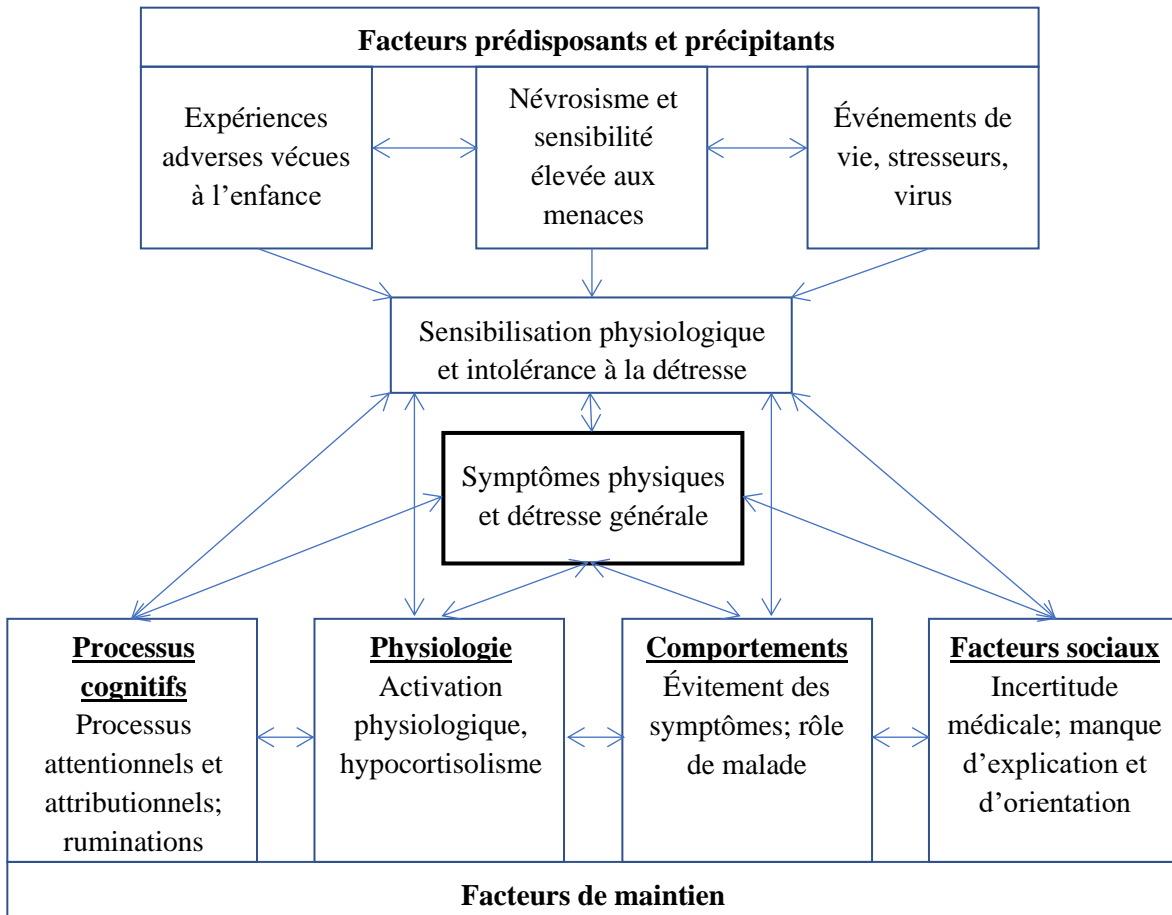 Facteurs prédisposants et précipitants
Expériences
adverses vécues
à l’enfance
Névrosisme et
sensibilité
élevée aux
menaces
Événements de
vie, stresseurs,
virus
Sensibilisation physiologique
et intolérance à la détresse
Symptômes physiques
et détresse générale
Processus
cognitifs
Processus
attentionnels et
attributionnels;
ruminations
Physiologie
Activation
physiologique,
hypocortisolisme
Comportements
Évitement des
symptômes; rôle
de malade
Facteurs sociaux
Incertitude
médicale; manque
d’explication et
d’orientation
Facteurs de maintien